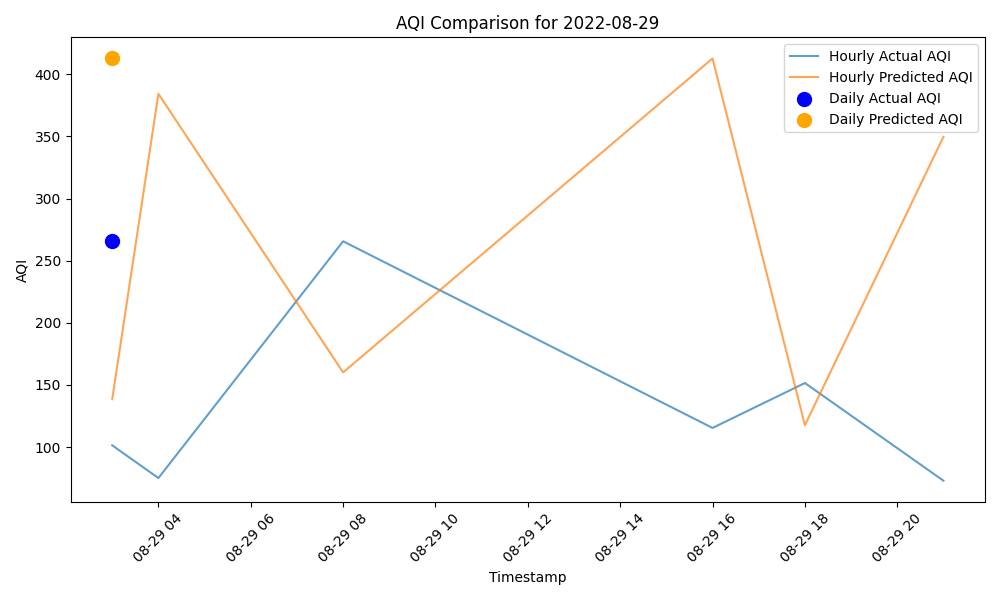 AQI Comparison for 2022-08-29
Hourly Actual AQI
Hourly Predicted AQI
Daily Actual AQI
Daily Predicted AQI
AQI
400
350
300
250
200
150
100
08-29 04
08-29 06
08-29 08
08-29 10
08-29 12
08-29 14
08-29 16
08-29 18
08-29 20
Timestamp